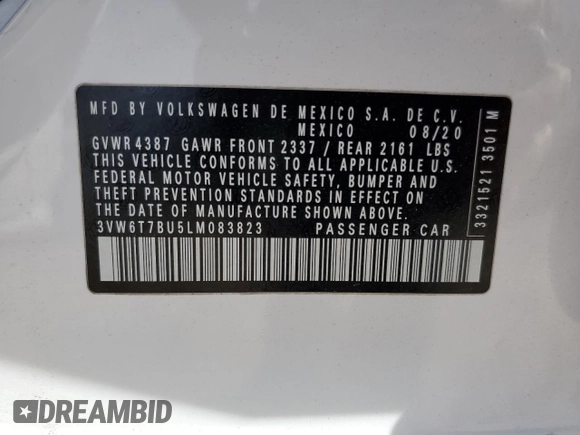 MFD BY VOLKSWAGEN DE MEXICO S.A. DE C.V.
MEXICO 08/20
GVWR 4387 GAWR FRONT 2337 / REAR 2161 LBS
THIS VEHICLE CONFORMS TO ALL APPLICABLE U.S.
FEDERAL MOTOR VEHICLE SAFETY, BUMPER AND
THEFT PREVENTION STANDARDS IN EFFECT ON
THE DATE OF MANUFACTURE SHOWN ABOVE.
3VW6T7BU5LM083823 PASSENGER CAR
3321521 3501 M
DREAMBID